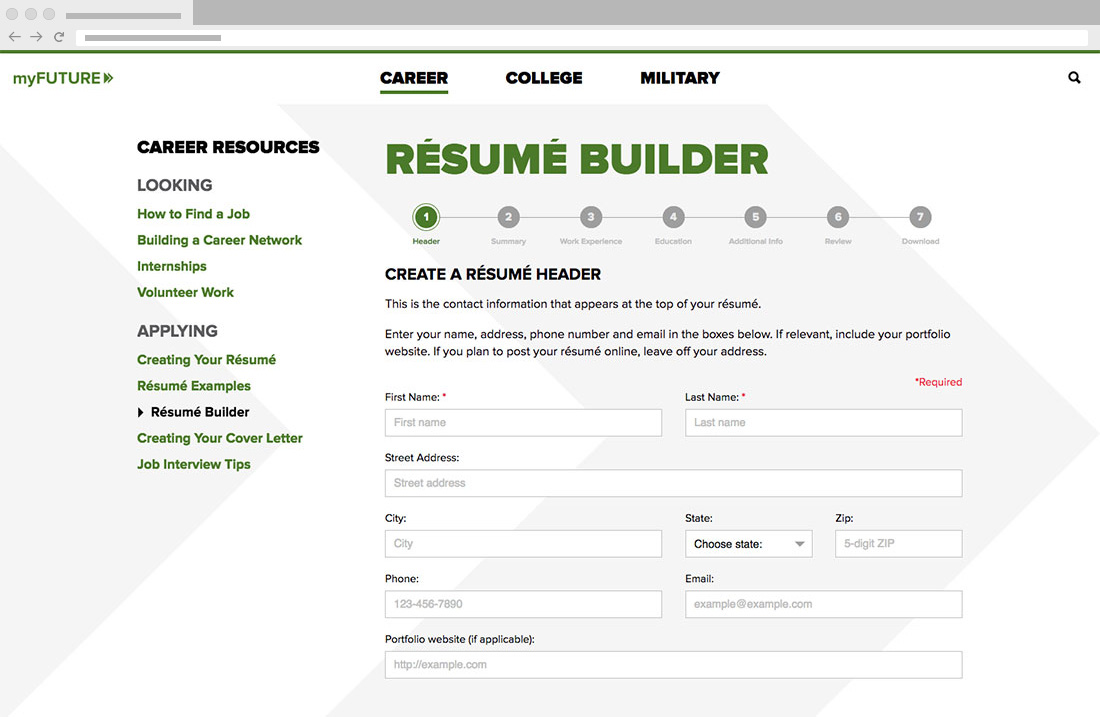 myFUTURE
CAREER COLLEGE MILITARY
CAREER RESOURCES
LOOKING
How to Find a Job
Building a Career Network
Internships
Volunteer Work
APPLYING
Creating Your Résumé
Résumé Examples
Résumé Builder
Creating Your Cover Letter
Job Interview Tips
RÉSUMÉ BUILDER
1 2 3 4 5 6 7
Header Summary Work Experience Education Additional Info Review Download
CREATE A RÉSUMÉ HEADER
This is the contact information that appears at the top of your résumé.
Enter your name, address, phone number and email in the boxes below. If relevant, include your portfolio
website. If you plan to post your résumé online, leave off your address.
*Required
First Name: * Last Name: *
First name Last name
Street Address:
Street address
City: State: Zip:
City Choose state: 5-digit ZIP
Phone: Email:
123-456-7890 example@example.com
Portfolio website (if applicable):
http://example.com